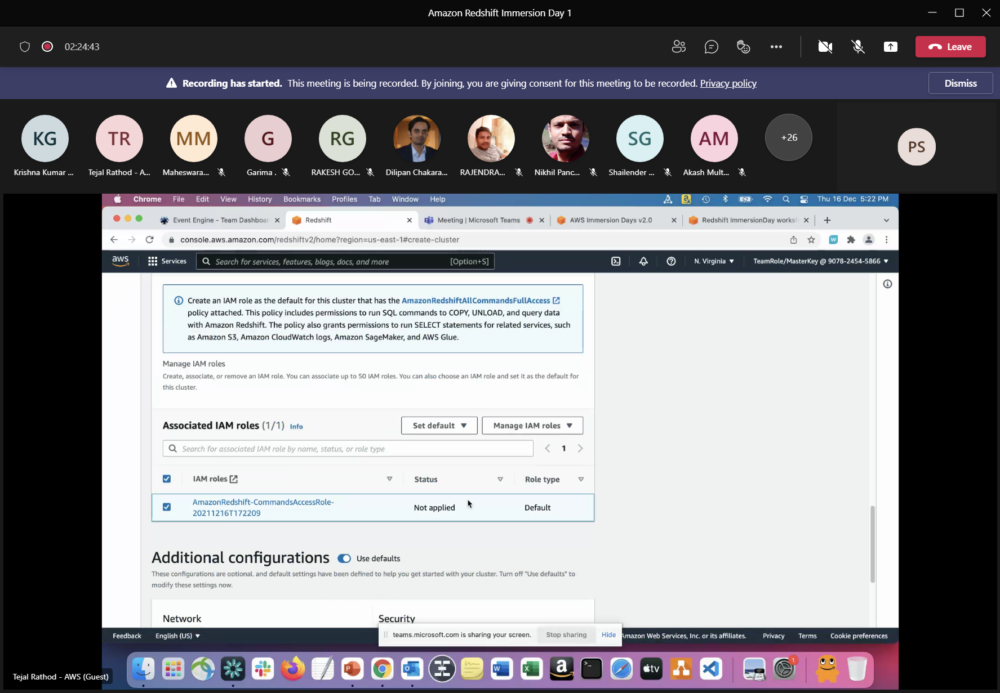 Amazon Redshift Immersion Day 1
02:24:43
Leave
Recording has started. This meeting is being recorded. By joining, you are giving consent for this meeting to be recorded. Privacy policy
Dismiss
KG
TR
MM
G
RG
SG
AM
+26
PS
Krishna Kumar ...
Tejal Rathod - A...
Maheswara...
Garima .
RAKESH GO...
Dilipan Chakara...
RAJENDRA...
Nikhil Panc...
Shailender ...
Akash Mult...
Chrome File Edit View History Bookmarks Profiles Tab Window Help
Thu 16 Dec 5:22 PM
Event Engine - Team Dashboar
Redshift
Meeting | Microsoft Teams
AWS Immersion Days v2.0
Redshift ImmersionDay worksh
console.aws.amazon.com/redshiftv2/home?region=us-east-1#create-cluster
aws
Services
Search for services, features, blogs, docs, and more
[Option+S]
N. Virginia
TeamRole/MasterKey @ 9078-2454-5866
Create an IAM role as the default for this cluster that has the AmazonRedshiftAllCommandsFullAccess
policy attached. This policy includes permissions to run SQL commands to COPY, UNLOAD, and query data
with Amazon Redshift. The policy also grants permissions to run SELECT statements for related services, such
as Amazon S3, Amazon CloudWatch logs, Amazon SageMaker, and AWS Glue.
Manage IAM roles
Create, associate, or remove an IAM role. You can associate up to 50 IAM roles. You can also choose an IAM role and set it as the default for
this cluster.
Associated IAM roles (1/1) Info
Set default
Manage IAM roles
Search for associated IAM role by name, status, or role type
1
IAM roles
Status
Role type
AmazonRedshift-CommandsAccessRole-
20211216T172209
Not applied
Default
Additional configurations
Use defaults
These configurations are optional, and default settings have been defined to help you get started with your cluster. Turn off "Use defaults" to
modify these settings now.
Network
Security
Feedback
English (US)
teams.microsoft.com is sharing your screen.
Stop sharing
Hide
Amazon Web Services, Inc. or its affiliates.
Privacy
Terms
Cookie preferences
tv
1
Tejal Rathod - AWS (Guest)